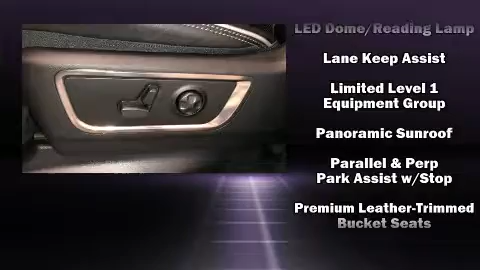 LED Dome/Reading Lamp
Lane Keep Assist
Limited Level 1
Equipment Group
Panoramic Sunroof
Parallel & Perp
Park Assist w/Stop
Premium Leather-Trimmed
Bucket Seats